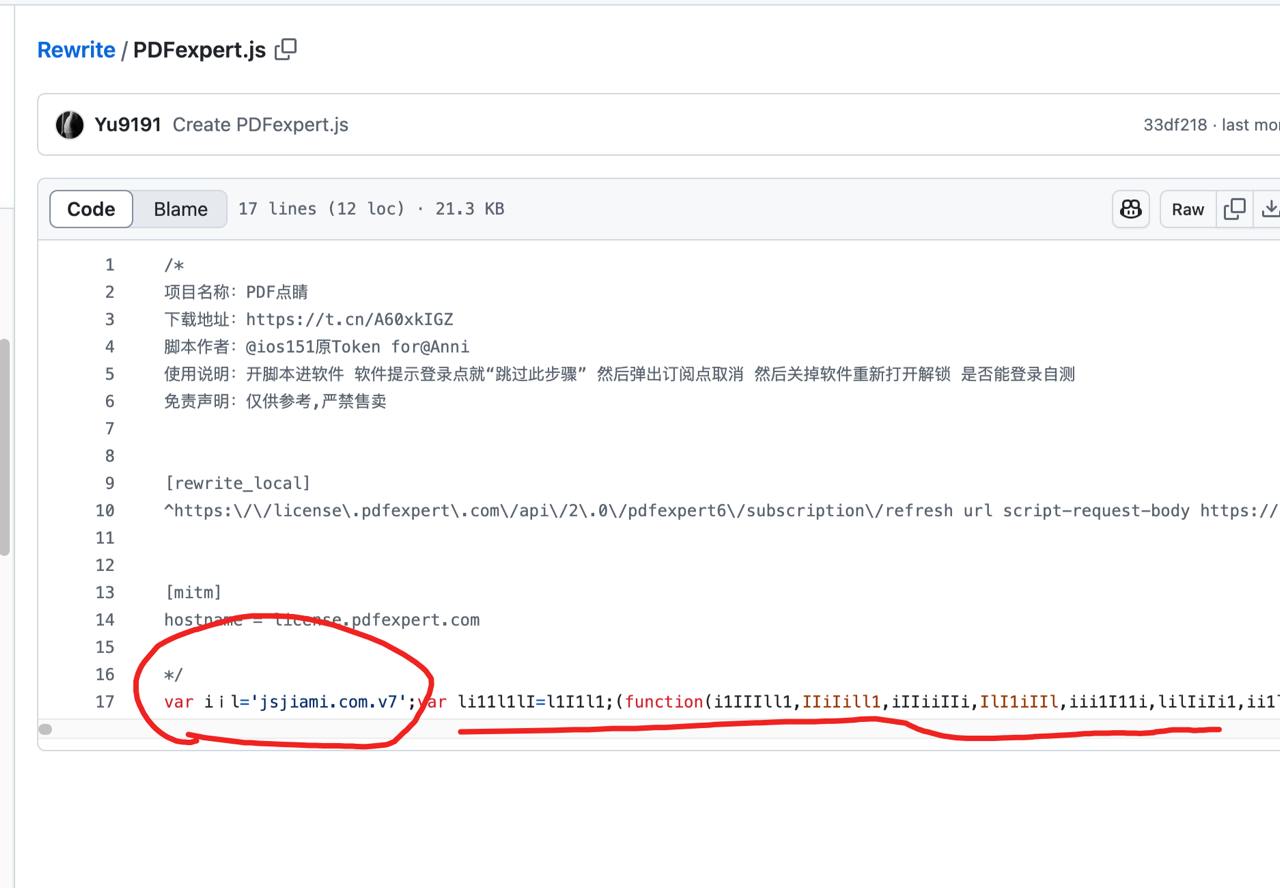 Rewrite / PDFexpert.js
Yu9191 Create PDFexpert.js 33df218 · last mo
Code Blame 17 lines (12 loc) · 21.3 KB Raw
1 /*
2 项目名称：PDF点睛
3 下载地址：https://t.cn/A60xkIGZ
4 脚本作者：@ios151原Token for@Anni
5 使用说明：开脚本进软件 软件提示登录点就“跳过此步骤” 然后弹出订阅点取消 然后关掉软件重新打开解锁 是否能登录自测
6 免责声明：仅供参考,严禁售卖
7
8
9 [rewrite_local]
10 ^https:\/\/license\.pdfexpert\.com\/api\/2\.0\/pdfexpert6\/subscription\/refresh url script-request-body https://
11
12
13 [mitm]
14 hostname = license.pdfexpert.com
15
16 */
17 var iｉl='jsjiami.com.v7';var li11l1lI=l1I1l1;(function(i1IIIll1,IIiIill1,iIIiiIIi,IlI1iIIl,iii1I11i,lilIiIi1,ii1